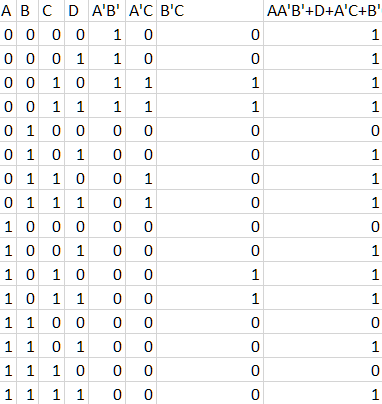 A B C D A'B' A'C B'C AA'B'+D+A'C+B'
0 0 0 0 1 0 0 1
0 0 0 1 1 0 0 1
0 0 1 0 1 1 1 1
0 0 1 1 1 1 1 1
0 1 0 0 0 0 0 0
0 1 0 1 0 0 0 1
0 1 1 0 0 1 0 1
0 1 1 1 0 1 0 1
1 0 0 0 0 0 0 0
1 0 0 1 0 0 0 1
1 0 1 0 0 0 1 1
1 0 1 1 0 0 1 1
1 1 0 0 0 0 0 0
1 1 0 1 0 0 0 1
1 1 1 0 0 0 0 0
1 1 1 1 0 0 0 1